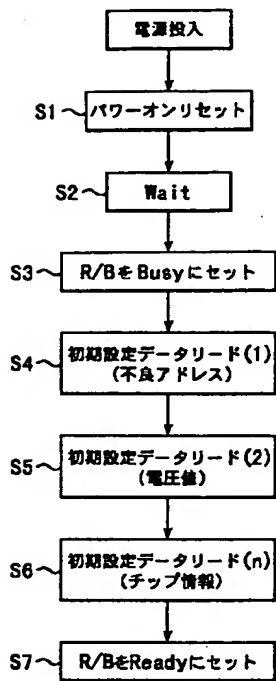 電源投入
S1～パワーオンリセット
S2～Wait
S3～R/BをBusyにセット
S4～初期設定データリード(1)
(不良アドレス)
S5～初期設定データリード(2)
(電圧値)
S6～初期設定データリード(n)
(チップ情報)
S7～R/BをReadyにセット